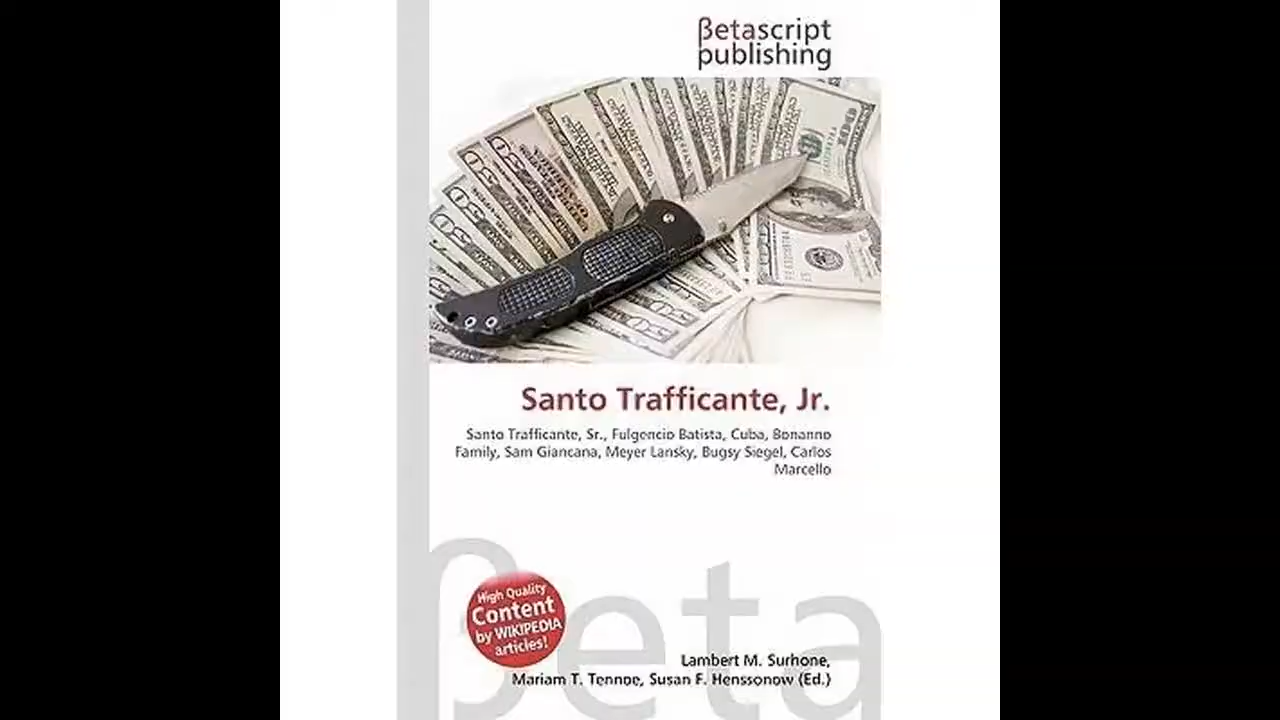 βetascript
publishing
Santo Trafficante, Jr.
Santo Trafficante, Sr., Fulgencio Batista, Cuba, Bonanno
Family, Sam Giancana, Meyer Lansky, Bugsy Siegel, Carlos
Marcello
βeta
High Quality
Content
by WIKIPEDIA
articles!
Lambert M. Surhone,
Mariam T. Tennoe, Susan F. Henssonow (Ed.)